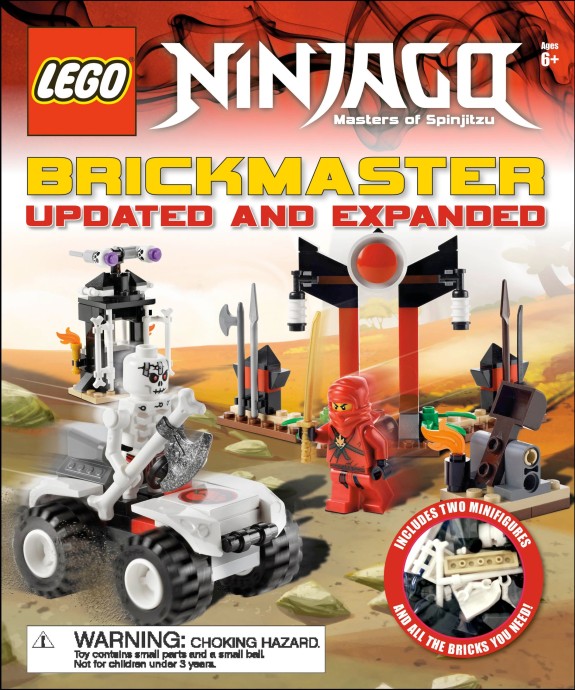 LEGO
NINJAGO
Masters of Spinjitzu
Ages
6+
BRICKMASTER
UPDATED AND EXPANDED
INCLUDES TWO MINIFIGURES
AND ALL THE BRICKS YOU NEED!
WARNING: CHOKING HAZARD.
Toy contains small parts and a small ball.
Not for children under 3 years.